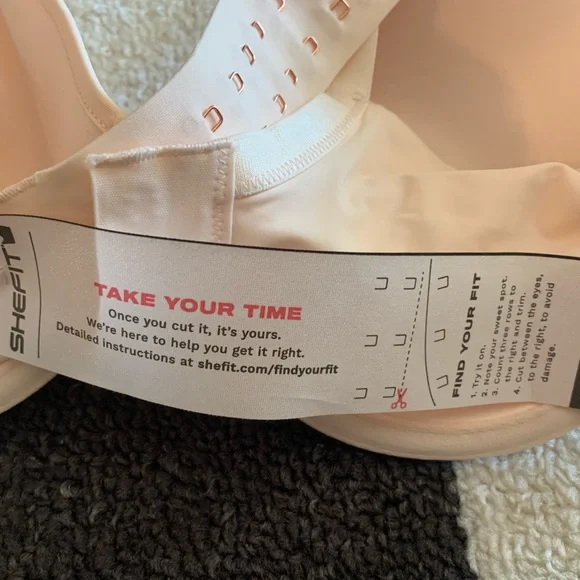 SHEFIT
TAKE YOUR TIME
Once you cut it, it's yours.
We're here to help you get it right.
Detailed instructions at shefit.com/findyourfit
FIND YOUR FIT
1. Try it on.
2. Note your sweet spot.
3. Count three rows to
the right and trim.
4. Cut between the eyes,
to the right, to avoid
damage.